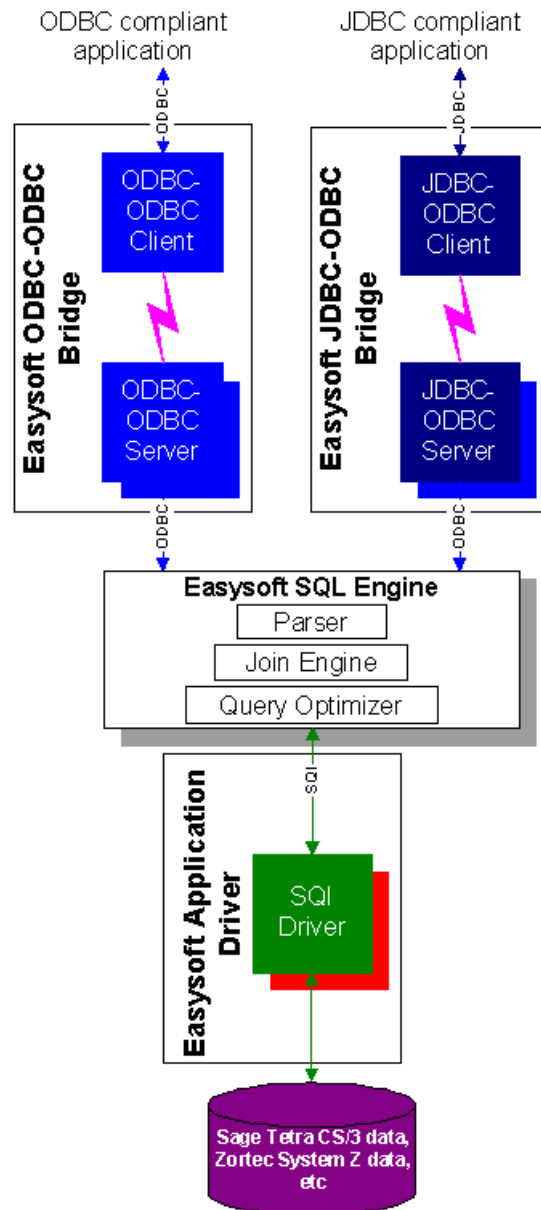 ODBC compliant
application
JDBC compliant
application
ODBC
JDBC
Easysoft ODBC-ODBC
Bridge
ODBC-
ODBC
Client
ODBC-
ODBC
Server
Easysoft JDBC-ODBC
Bridge
JDBC-
ODBC
Client
JDBC-
ODBC
Server
ODBC
ODBC
Easysoft SQL Engine
Parser
Join Engine
Query Optimizer
SQI
Easysoft Application
Driver
SQI
Driver
Sage Tetra CS/3 data,
Zortec System Z data,
etc